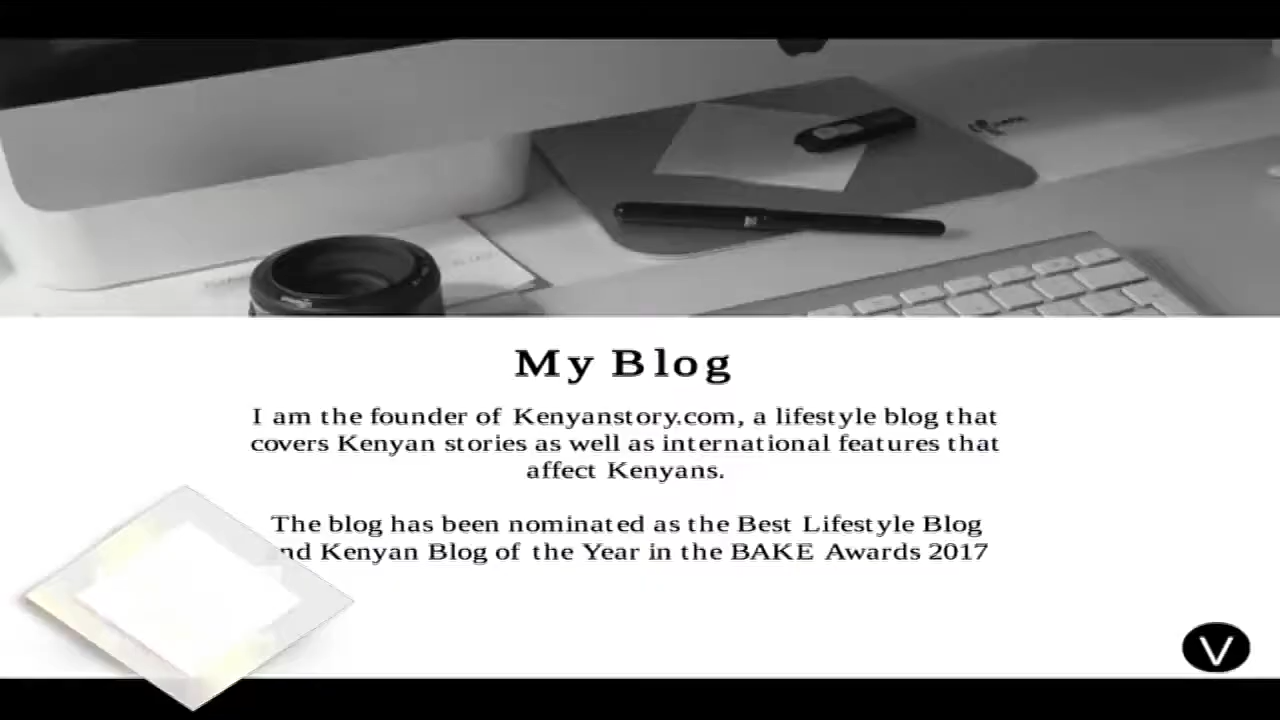 My Blog
I am the founder of Kenyanstory.com, a lifestyle blog that
covers Kenyan stories as well as international features that
affect Kenyans.
The blog has been nominated as the Best Lifestyle Blog
Kenyan Blog of the Year in the BAKE Awards 2017
V